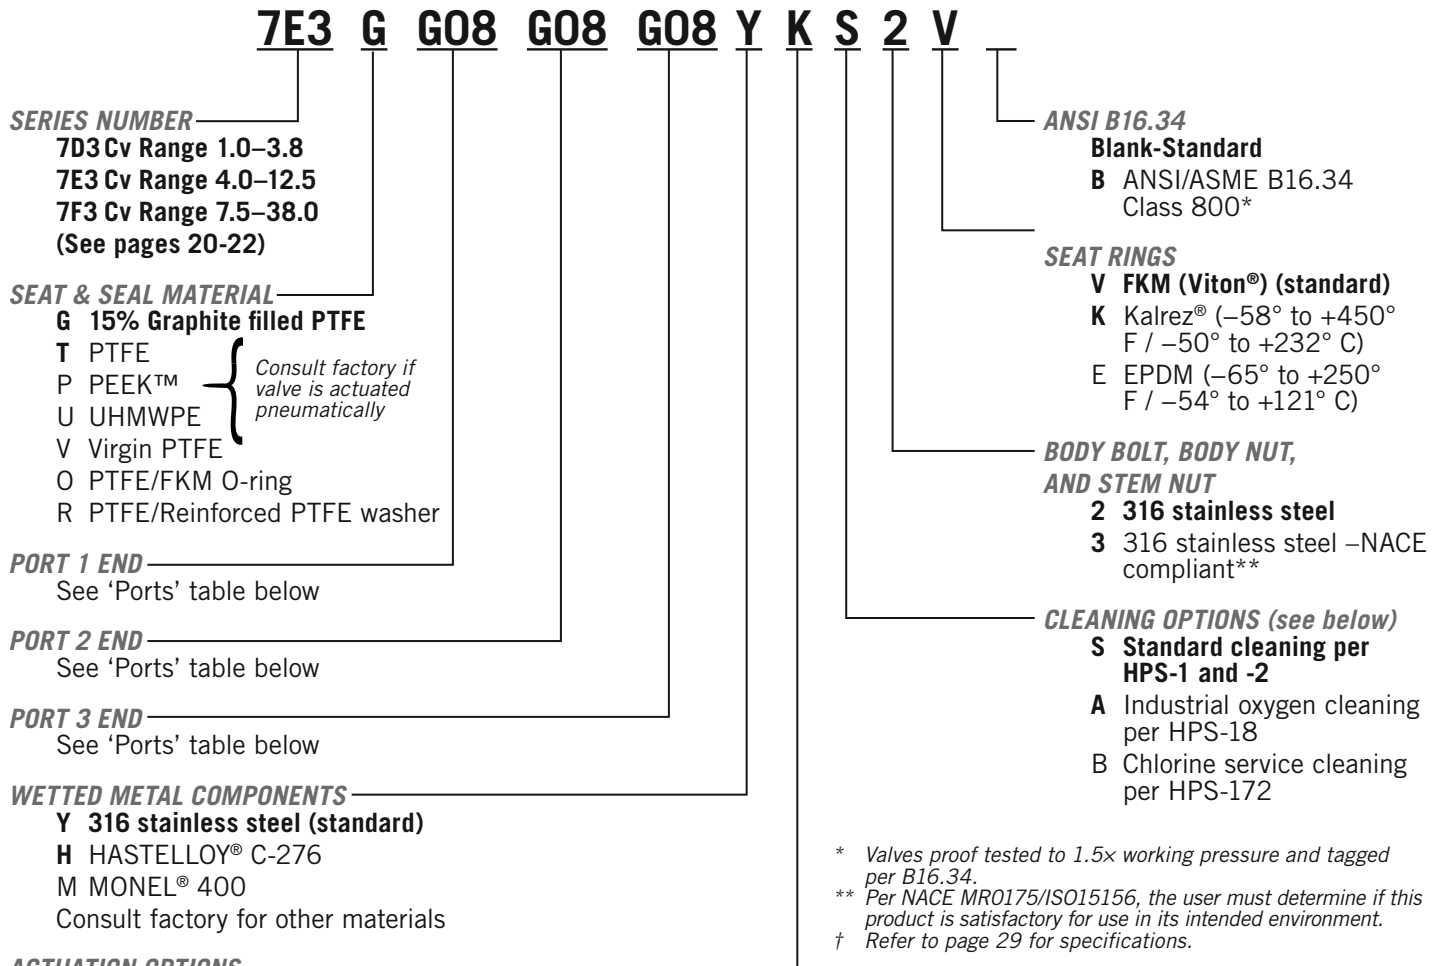 7E3 G G08 G08 G08 Y K S 2 V
SERIES NUMBER
7D3 Cv Range 1.0–3.8
7E3 Cv Range 4.0–12.5
7F3 Cv Range 7.5–38.0
(See pages 20-22)
SEAT & SEAL MATERIAL
G 15% Graphite filled PTFE
T PTFE
P PEEK™
U UHMWPE
V Virgin PTFE
Consult factory if
valve is actuated
pneumatically
O PTFE/FKM O-ring
R PTFE/Reinforced PTFE washer
PORT 1 END
See ‘Ports’ table below
PORT 2 END
See ‘Ports’ table below
PORT 3 END
See ‘Ports’ table below
WETTED METAL COMPONENTS
Y 316 stainless steel (standard)
H HASTELLOY® C-276
M MONEL® 400
Consult factory for other materials
ACTUATION OPTIONS
ANSI B16.34
Blank-Standard
B ANSI/ASME B16.34
Class 800*
SEAT RINGS
V FKM (Viton®) (standard)
K Kalrez® (–58° to +450°
F / –50° to +232° C)
E EPDM (–65° to +250°
F / –54° to +121° C)
BODY BOLT, BODY NUT,
AND STEM NUT
2 316 stainless steel
3 316 stainless steel –NACE
compliant**
CLEANING OPTIONS (see below)
S Standard cleaning per
HPS-1 and -2
A Industrial oxygen cleaning
per HPS-18
B Chlorine service cleaning
per HPS-172
* Valves proof tested to 1.5× working pressure and tagged
per B16.34.
** Per NACE MR0175/ISO15156, the user must determine if this
product is satisfactory for use in its intended environment.
† Refer to page 29 for specifications.